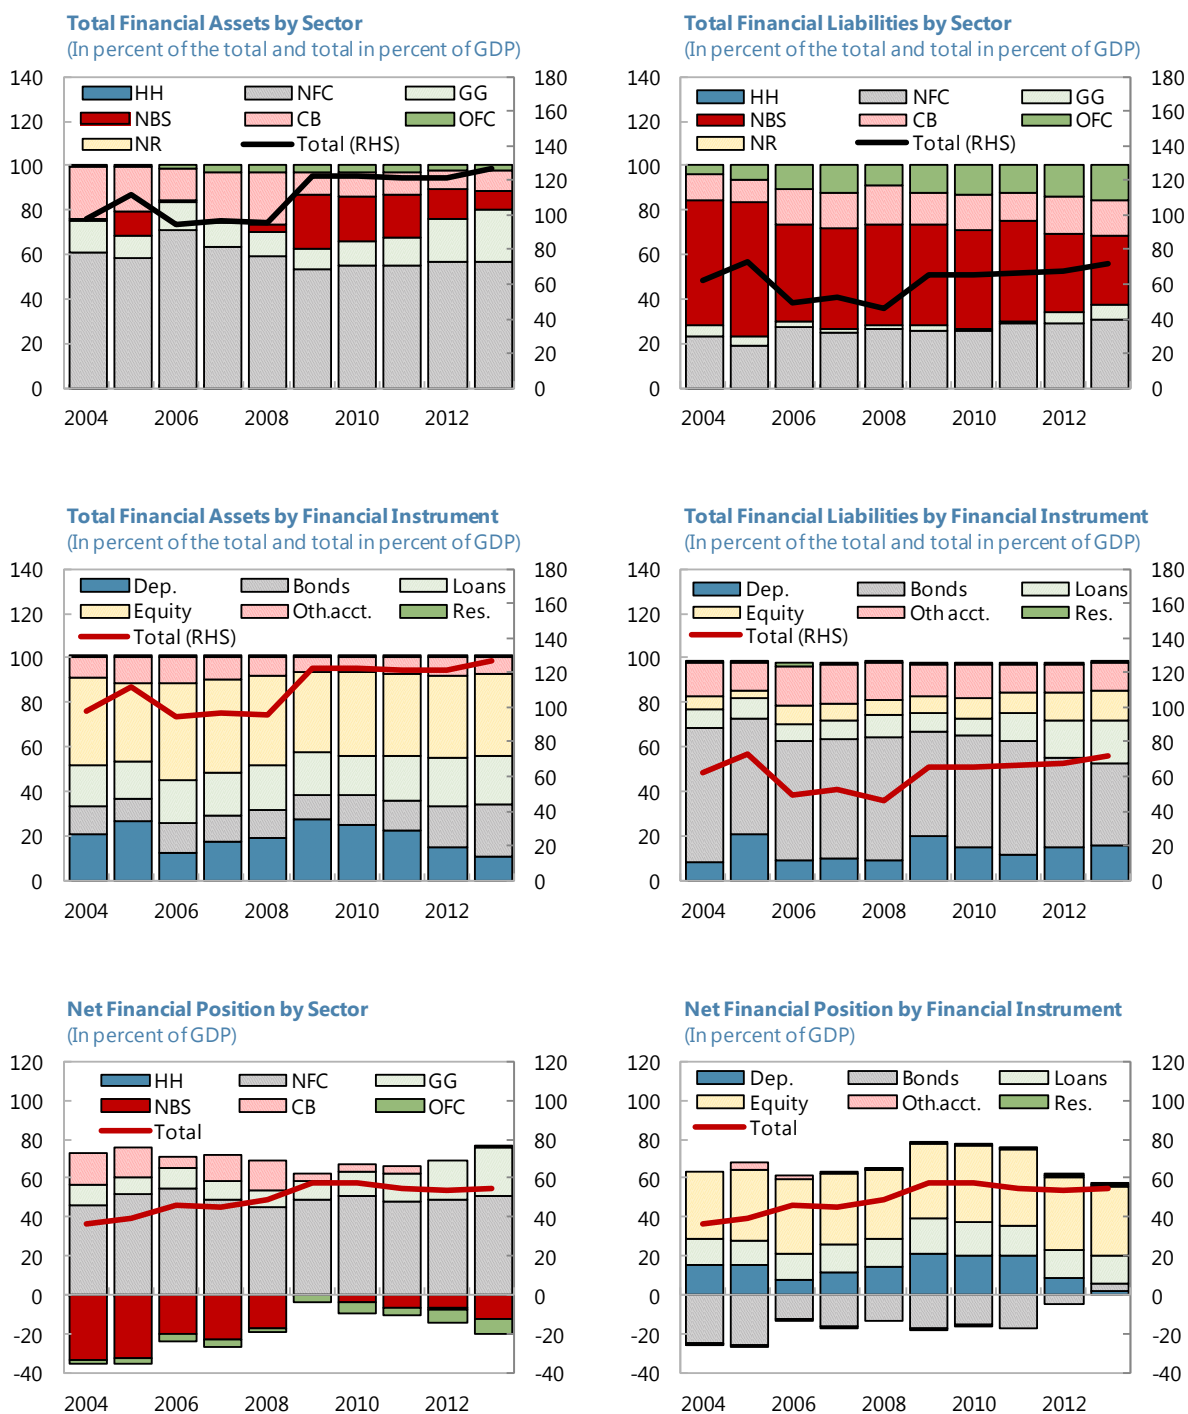 Total Financial Assets by Sector
(In percent of the total and total in percent of GDP)
140 180
120 160
100 140
80 120
60 100
40 80
20 60
0 40
20
0
HH NFC GG
NBS CB OFC
NR Total (RHS)
2004 2006 2008 2010 2012
Total Financial Liabilities by Sector
(In percent of the total and total in percent of GDP)
140 180
120 160
100 140
80 120
60 100
40 80
20 60
0 40
20
0
HH NFC GG
NBS CB OFC
NR Total (RHS)
2004 2006 2008 2010 2012
Total Financial Assets by Financial Instrument
(In percent of the total and total in percent of GDP)
140 180
120 160
100 140
80 120
60 100
40 80
20 60
0 40
20
0
Dep. Bonds Loans
Equity Oth.acct. Res.
Total (RHS)
2004 2006 2008 2010 2012
Total Financial Liabilities by Financial Instrument
(In percent of the total and total in percent of GDP)
140 180
120 160
100 140
80 120
60 100
40 80
20 60
0 40
20
0
Dep. Bonds Loans
Equity Oth acct. Res.
Total (RHS)
2004 2006 2008 2010 2012
Net Financial Position by Sector
(In percent of GDP)
120 120
100 100
80 80
60 60
40 40
20 20
0 0
-20 -20
-40 -40
HH NFC GG
NBS CB OFC
Total
2004 2006 2008 2010 2012
Net Financial Position by Financial Instrument
(In percent of GDP)
120 120
100 100
80 80
60 60
40 40
20 20
0 0
-20 -20
-40 -40
Dep. Bonds Loans
Equity Oth.acct. Res.
Total
2004 2006 2008 2010 2012